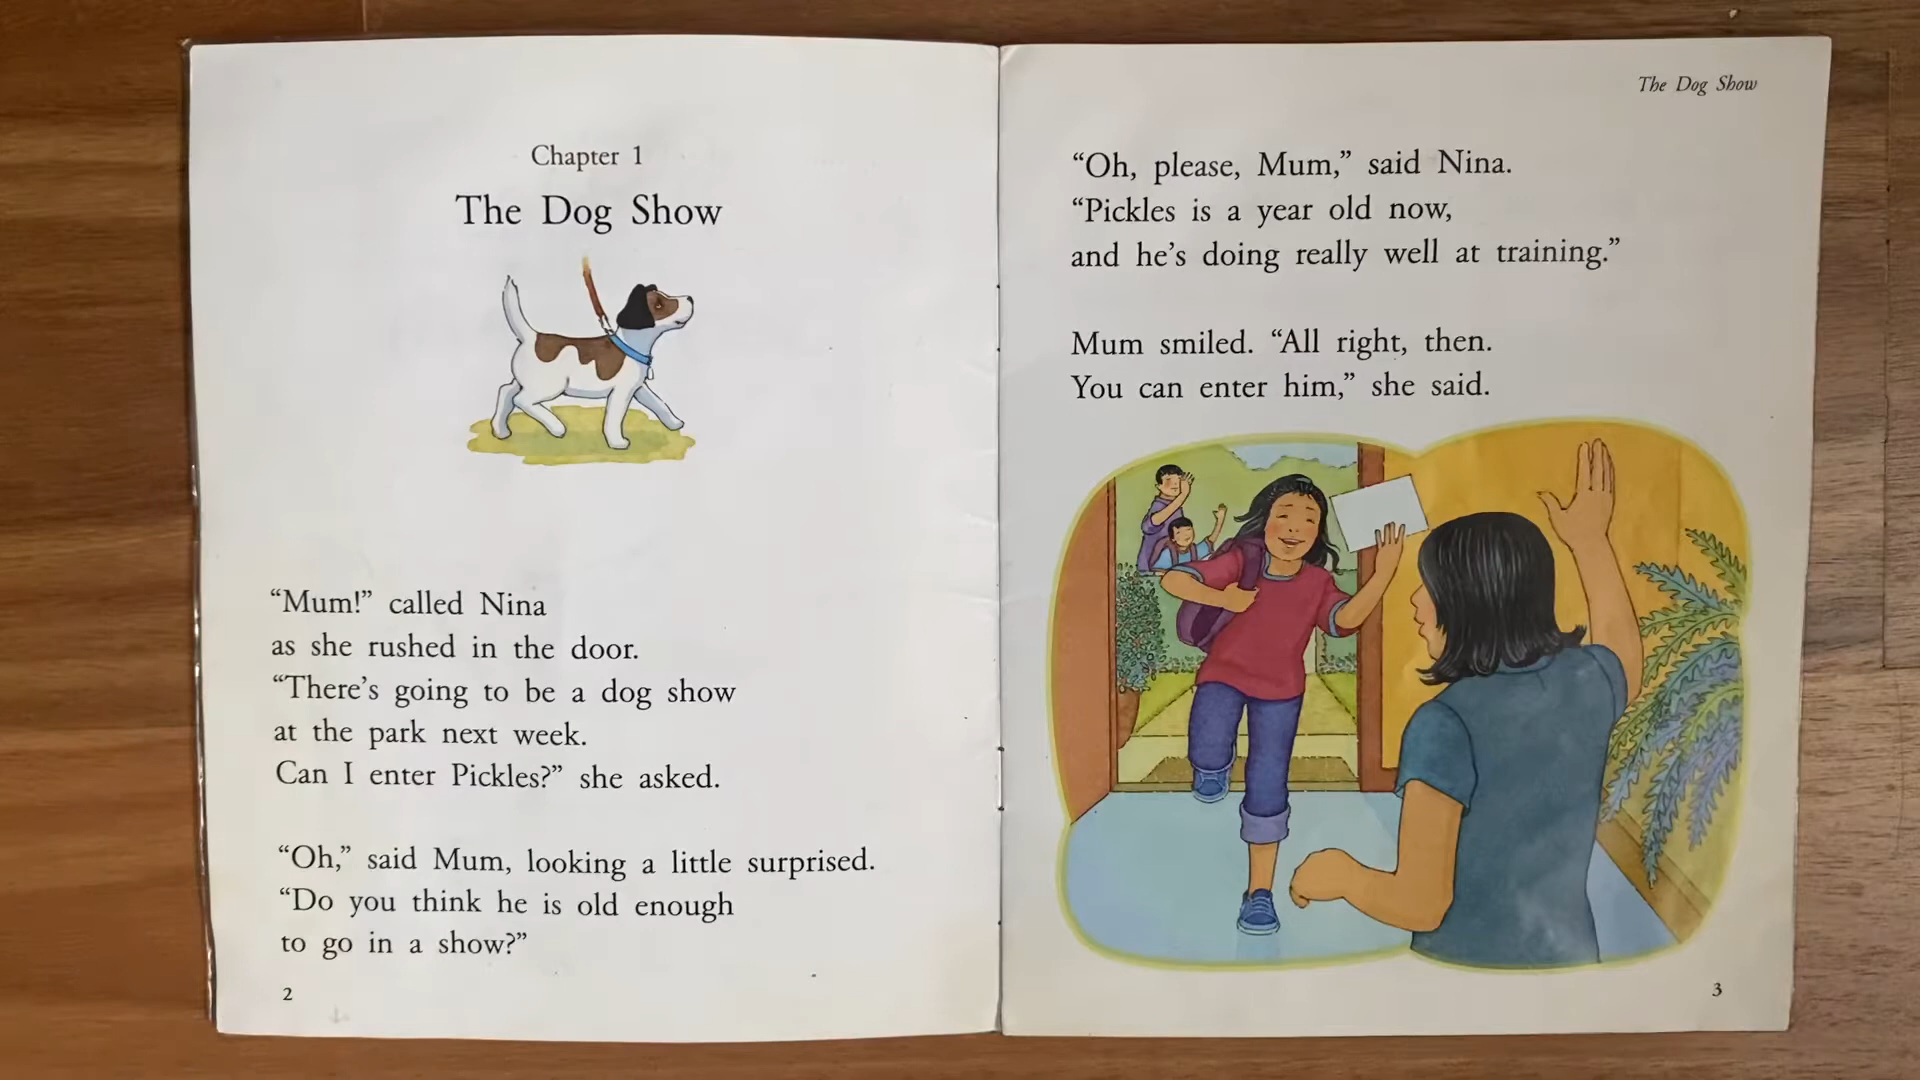 Chapter 1
The Dog Show
“Mum!” called Nina
as she rushed in the door.
“There’s going to be a dog show
at the park next week.
Can I enter Pickles?” she asked.
“Oh,” said Mum, looking a little surprised.
“Do you think he is old enough
to go in a show?”
2
The Dog Show
“Oh, please, Mum,” said Nina.
“Pickles is a year old now,
and he’s doing really well at training.”
Mum smiled. “All right, then.
You can enter him,” she said.
3